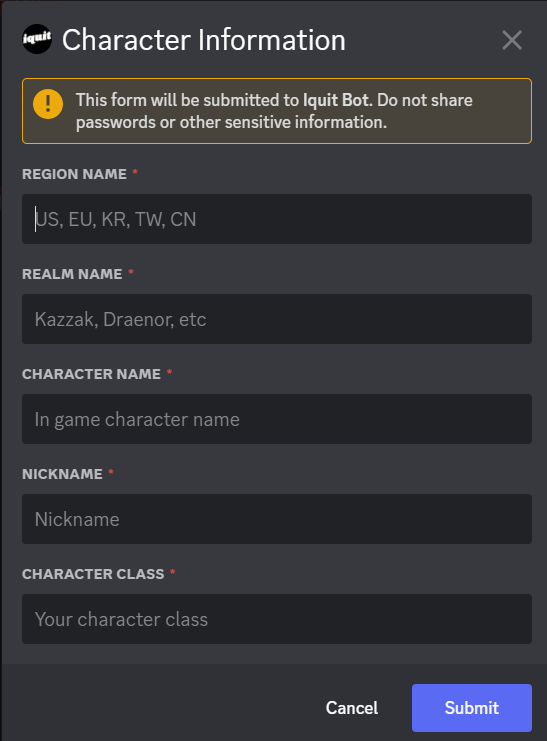 iquit
Character Information
This form will be submitted to Iquit Bot. Do not share
passwords or other sensitive information.
REGION NAME *
US, EU, KR, TW, CN
REALM NAME *
Kazzak, Draenor, etc
CHARACTER NAME *
In game character name
NICKNAME *
Nickname
CHARACTER CLASS *
Your character class
Cancel
Submit